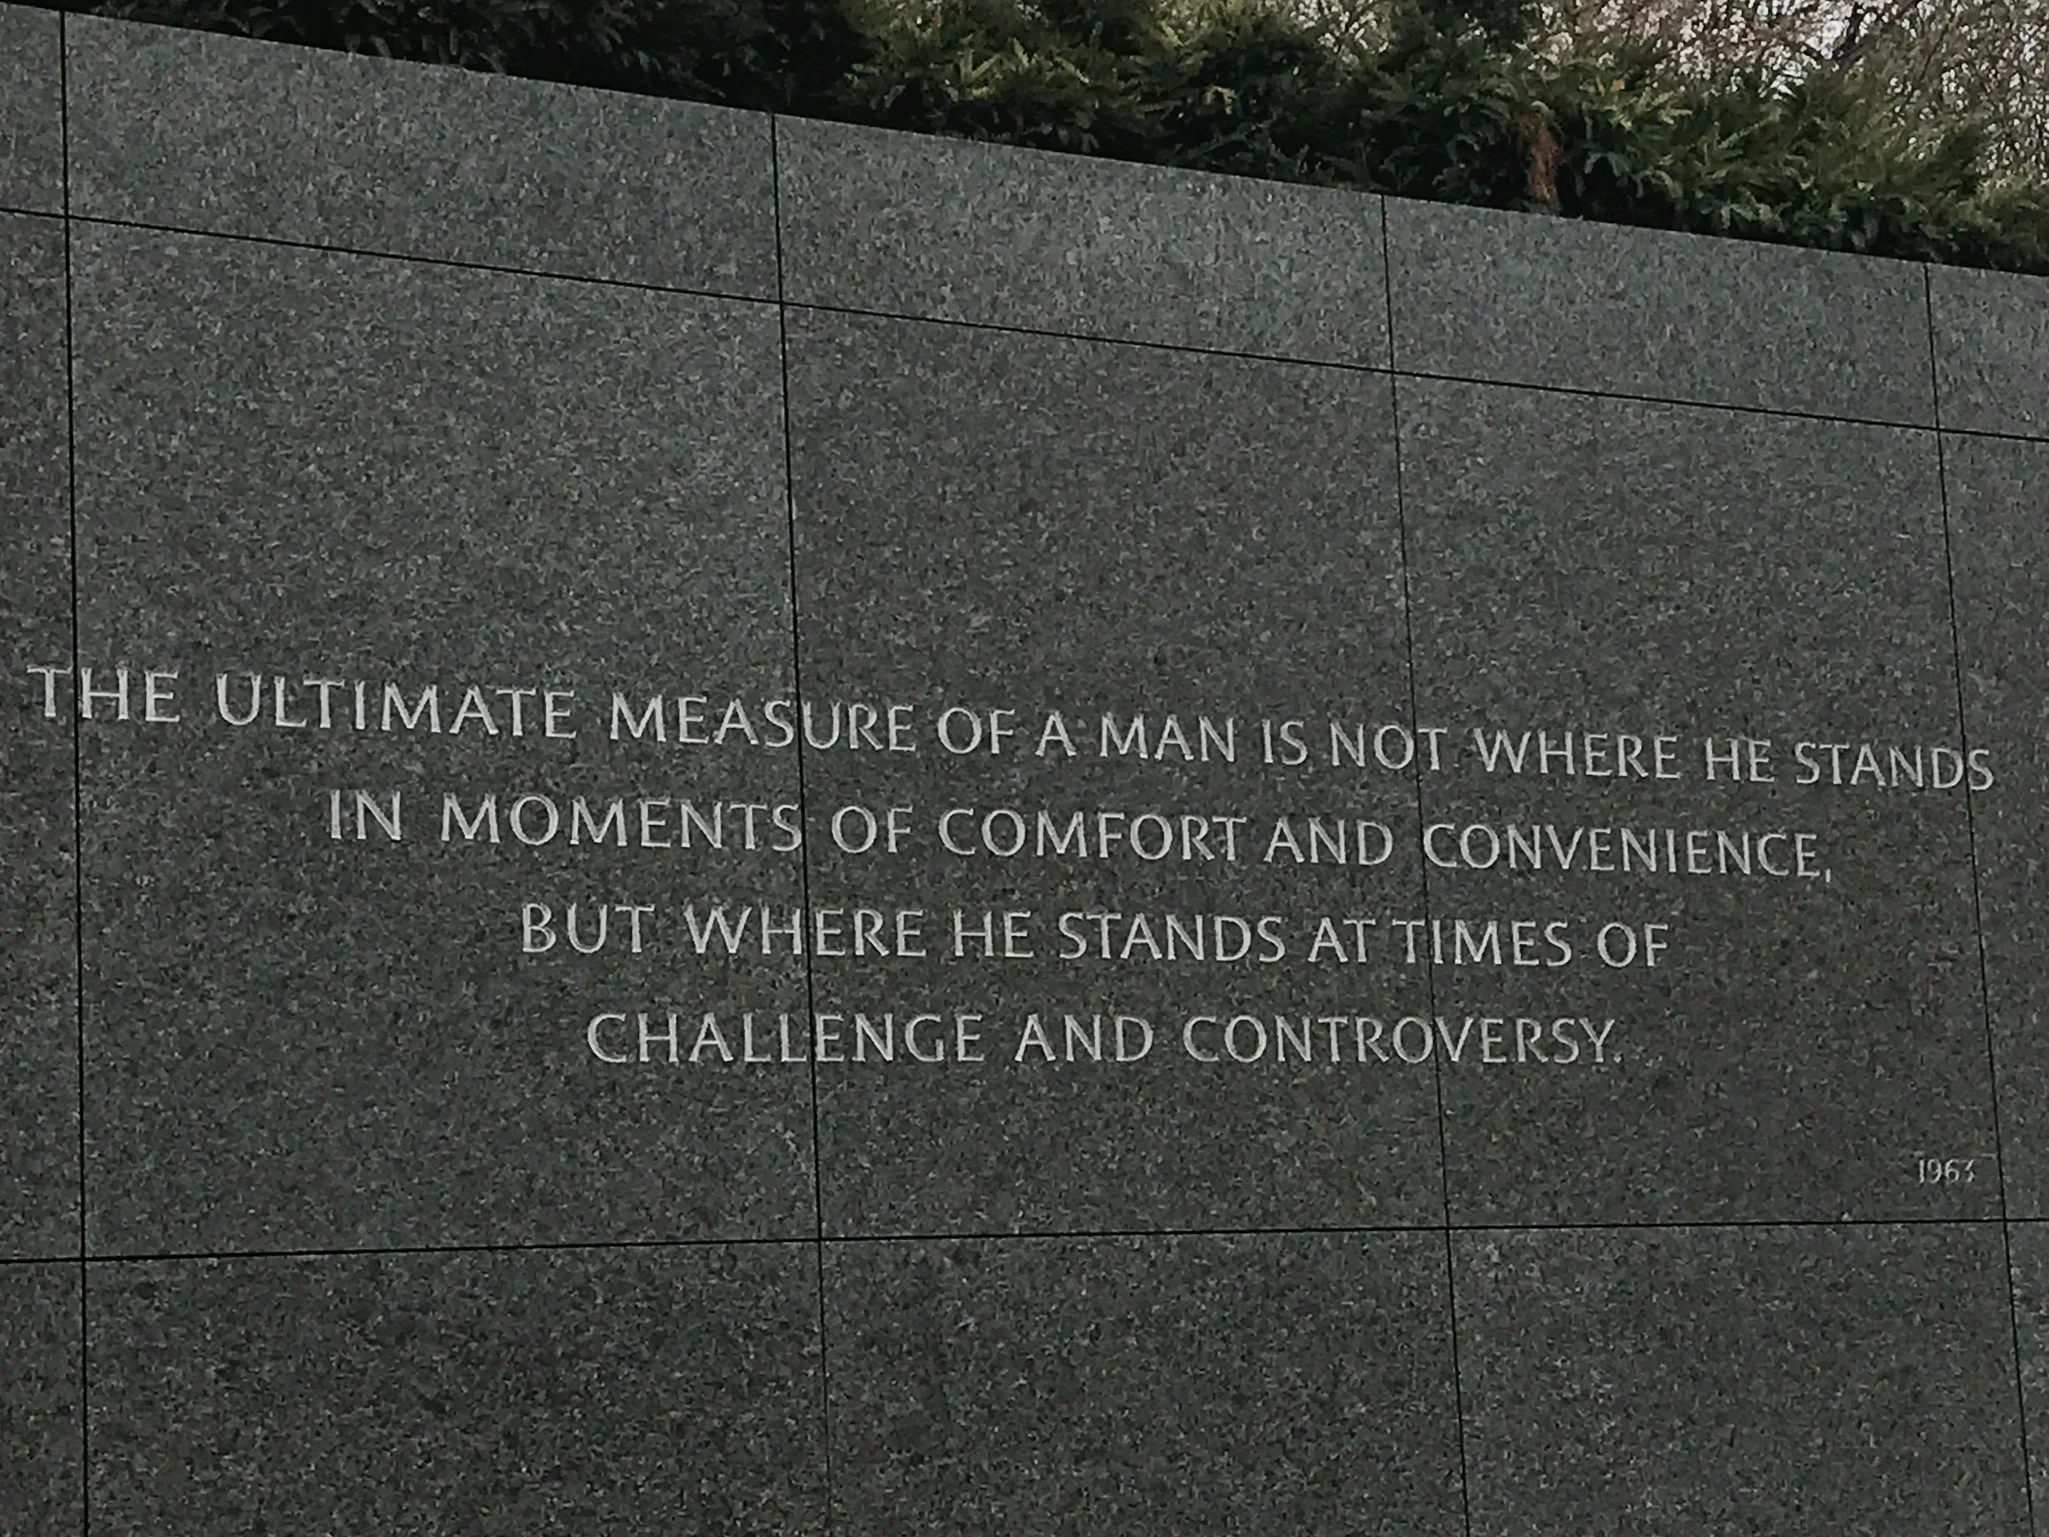 THE ULTIMATE MEASURE OF A MAN IS NOT WHERE HE STANDS
IN MOMENTS OF COMFORT AND CONVENIENCE,
BUT WHERE HE STANDS AT TIMES OF
CHALLENGE AND CONTROVERSY.
1963